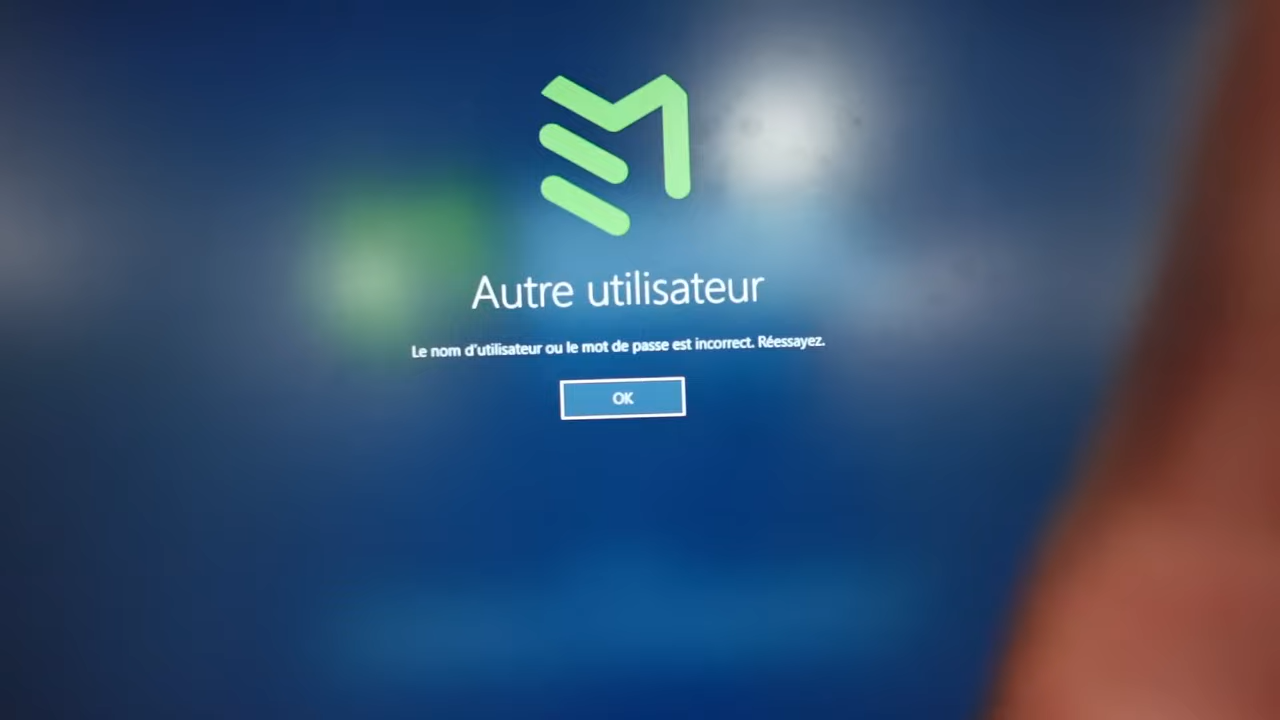 Autre utilisateur
Le nom d'utilisateur ou le mot de passe est incorrect. Réessayez.
OK